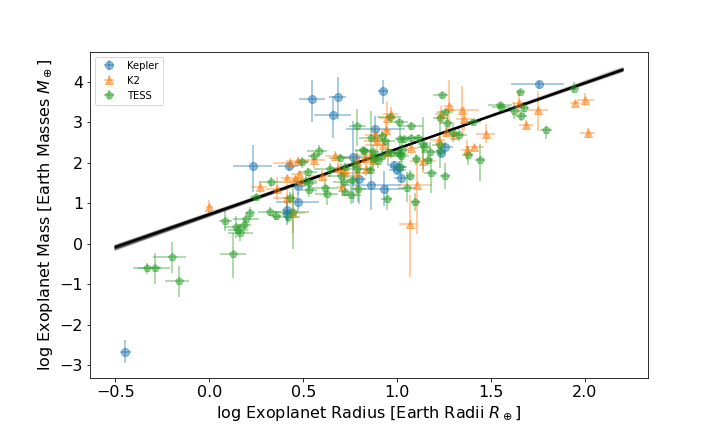 Kepler
K2
TESS
4
3
2
1
0
−1
−2
−3
−0.5
0.0
0.5
1.0
1.5
2.0
log Exoplanet Mass [Earth Masses M⊕]
log Exoplanet Radius [Earth Radii R⊕]